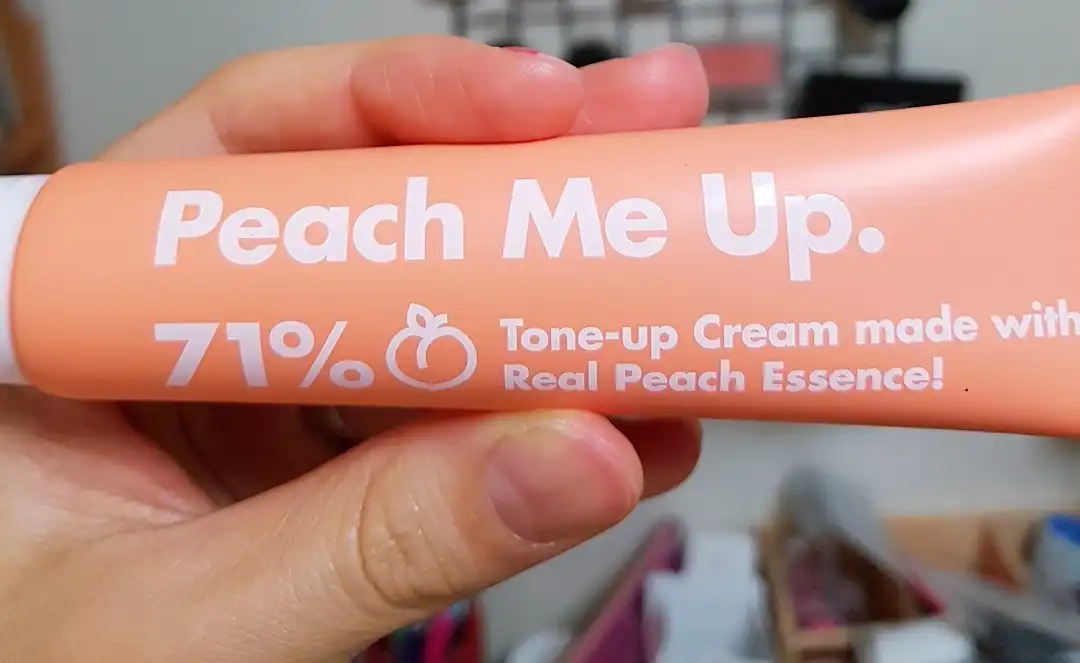 Peach Me Up.
71%
Tone-up Cream made with
Real Peach Essence!